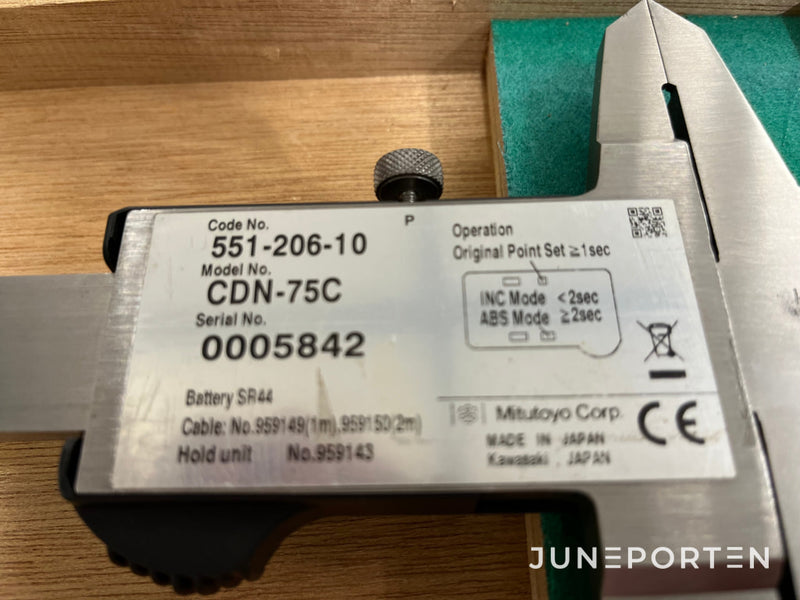 Code No.
551-206-10
Model No.
CDN-75C
Serial No.
0005842
Battery SR44
Cable: No.959149(1m),959150(2m)
Hold unit No.959143
P
Operation
Original Point Set ≥1sec
INC Mode <2sec
ABS Mode ≥2sec
Mitutoyo Corp.
MADE IN JAPAN
Kawasaki , JAPAN
CE
JUNEPORTEN